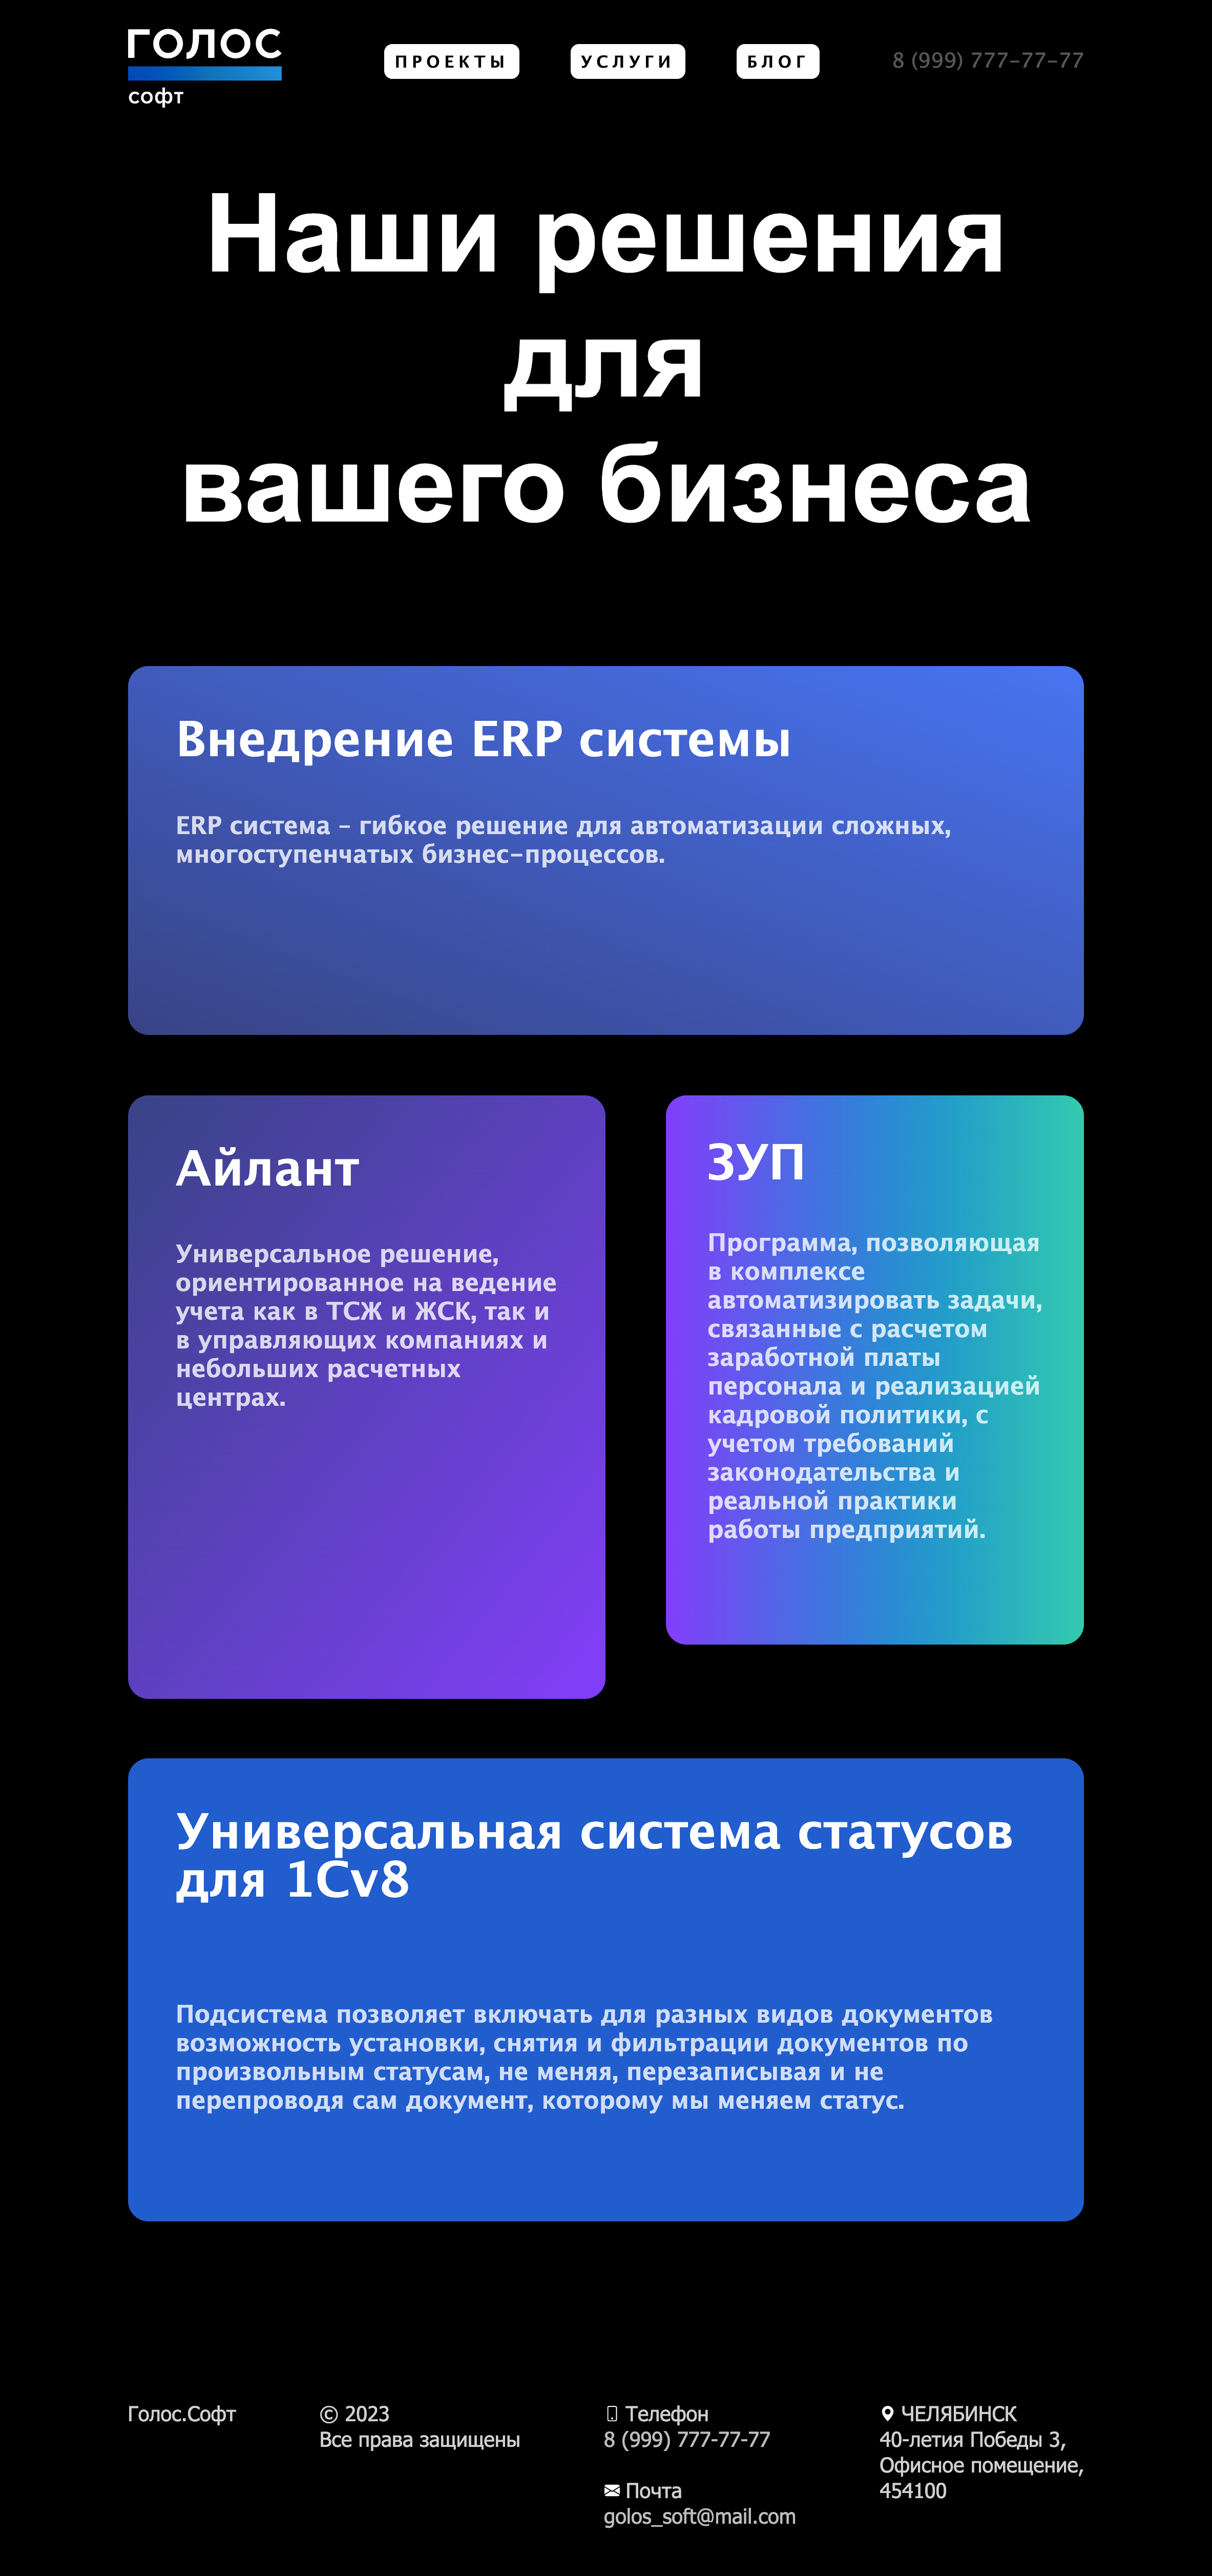 ГОЛОС
софт
ПРОЕКТЫ
УСЛУГИ
БЛОГ
8 (999) 777-77-77
Наши решения
для
вашего бизнеса
Внедрение ERP системы
ERP система - гибкое решение для автоматизации сложных,
многоступенчатых бизнес-процессов.
Айлант
Универсальное решение,
ориентированное на ведение
учета как в ТСЖ и ЖСК, так и
в управляющих компаниях и
небольших расчетных
центрах.
ЗУП
Программа, позволяющая
в комплексе
автоматизировать задачи,
связанные с расчетом
заработной платы
персонала и реализацией
кадровой политики, с
учетом требований
законодательства и
реальной практики
работы предприятий.
Универсальная система статусов
для 1Cv8
Подсистема позволяет включать для разных видов документов
возможность установки, снятия и фильтрации документов по
произвольным статусам, не меняя, перезаписывая и не
перепроводя сам документ, которому мы меняем статус.
Голос.Софт
© 2023
Все права защищены
Телефон
8 (999) 777-77-77
Почта
golos_soft@mail.com
ЧЕЛЯБИНСК
40-летия Победы 3,
Офисное помещение,
454100